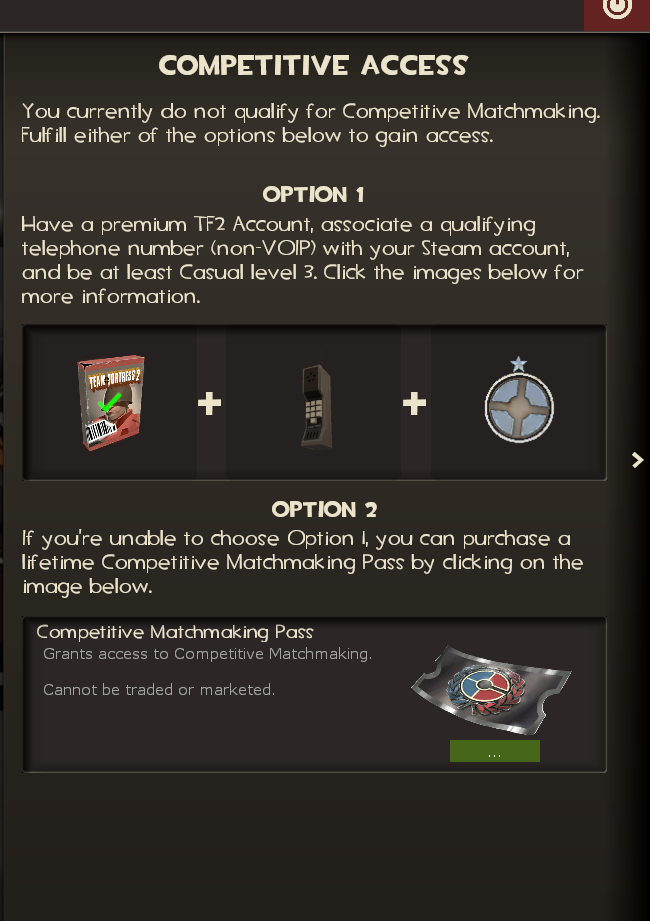 COMPETITIVE ACCESS
You currently do not qualify for Competitive Matchmaking.
Fulfill either of the options below to gain access.
OPTION 1
Have a premium TF2 Account, associate a qualifying
telephone number (non-VOIP) with your Steam account,
and be at least Casual level 3. Click the images below for
more information.
TEAM FORTRESS 2
+
+
OPTION 2
If you're unable to choose Option 1, you can purchase a
lifetime Competitive Matchmaking Pass by clicking on the
image below.
Competitive Matchmaking Pass
Grants access to Competitive Matchmaking.
Cannot be traded or marketed.
...